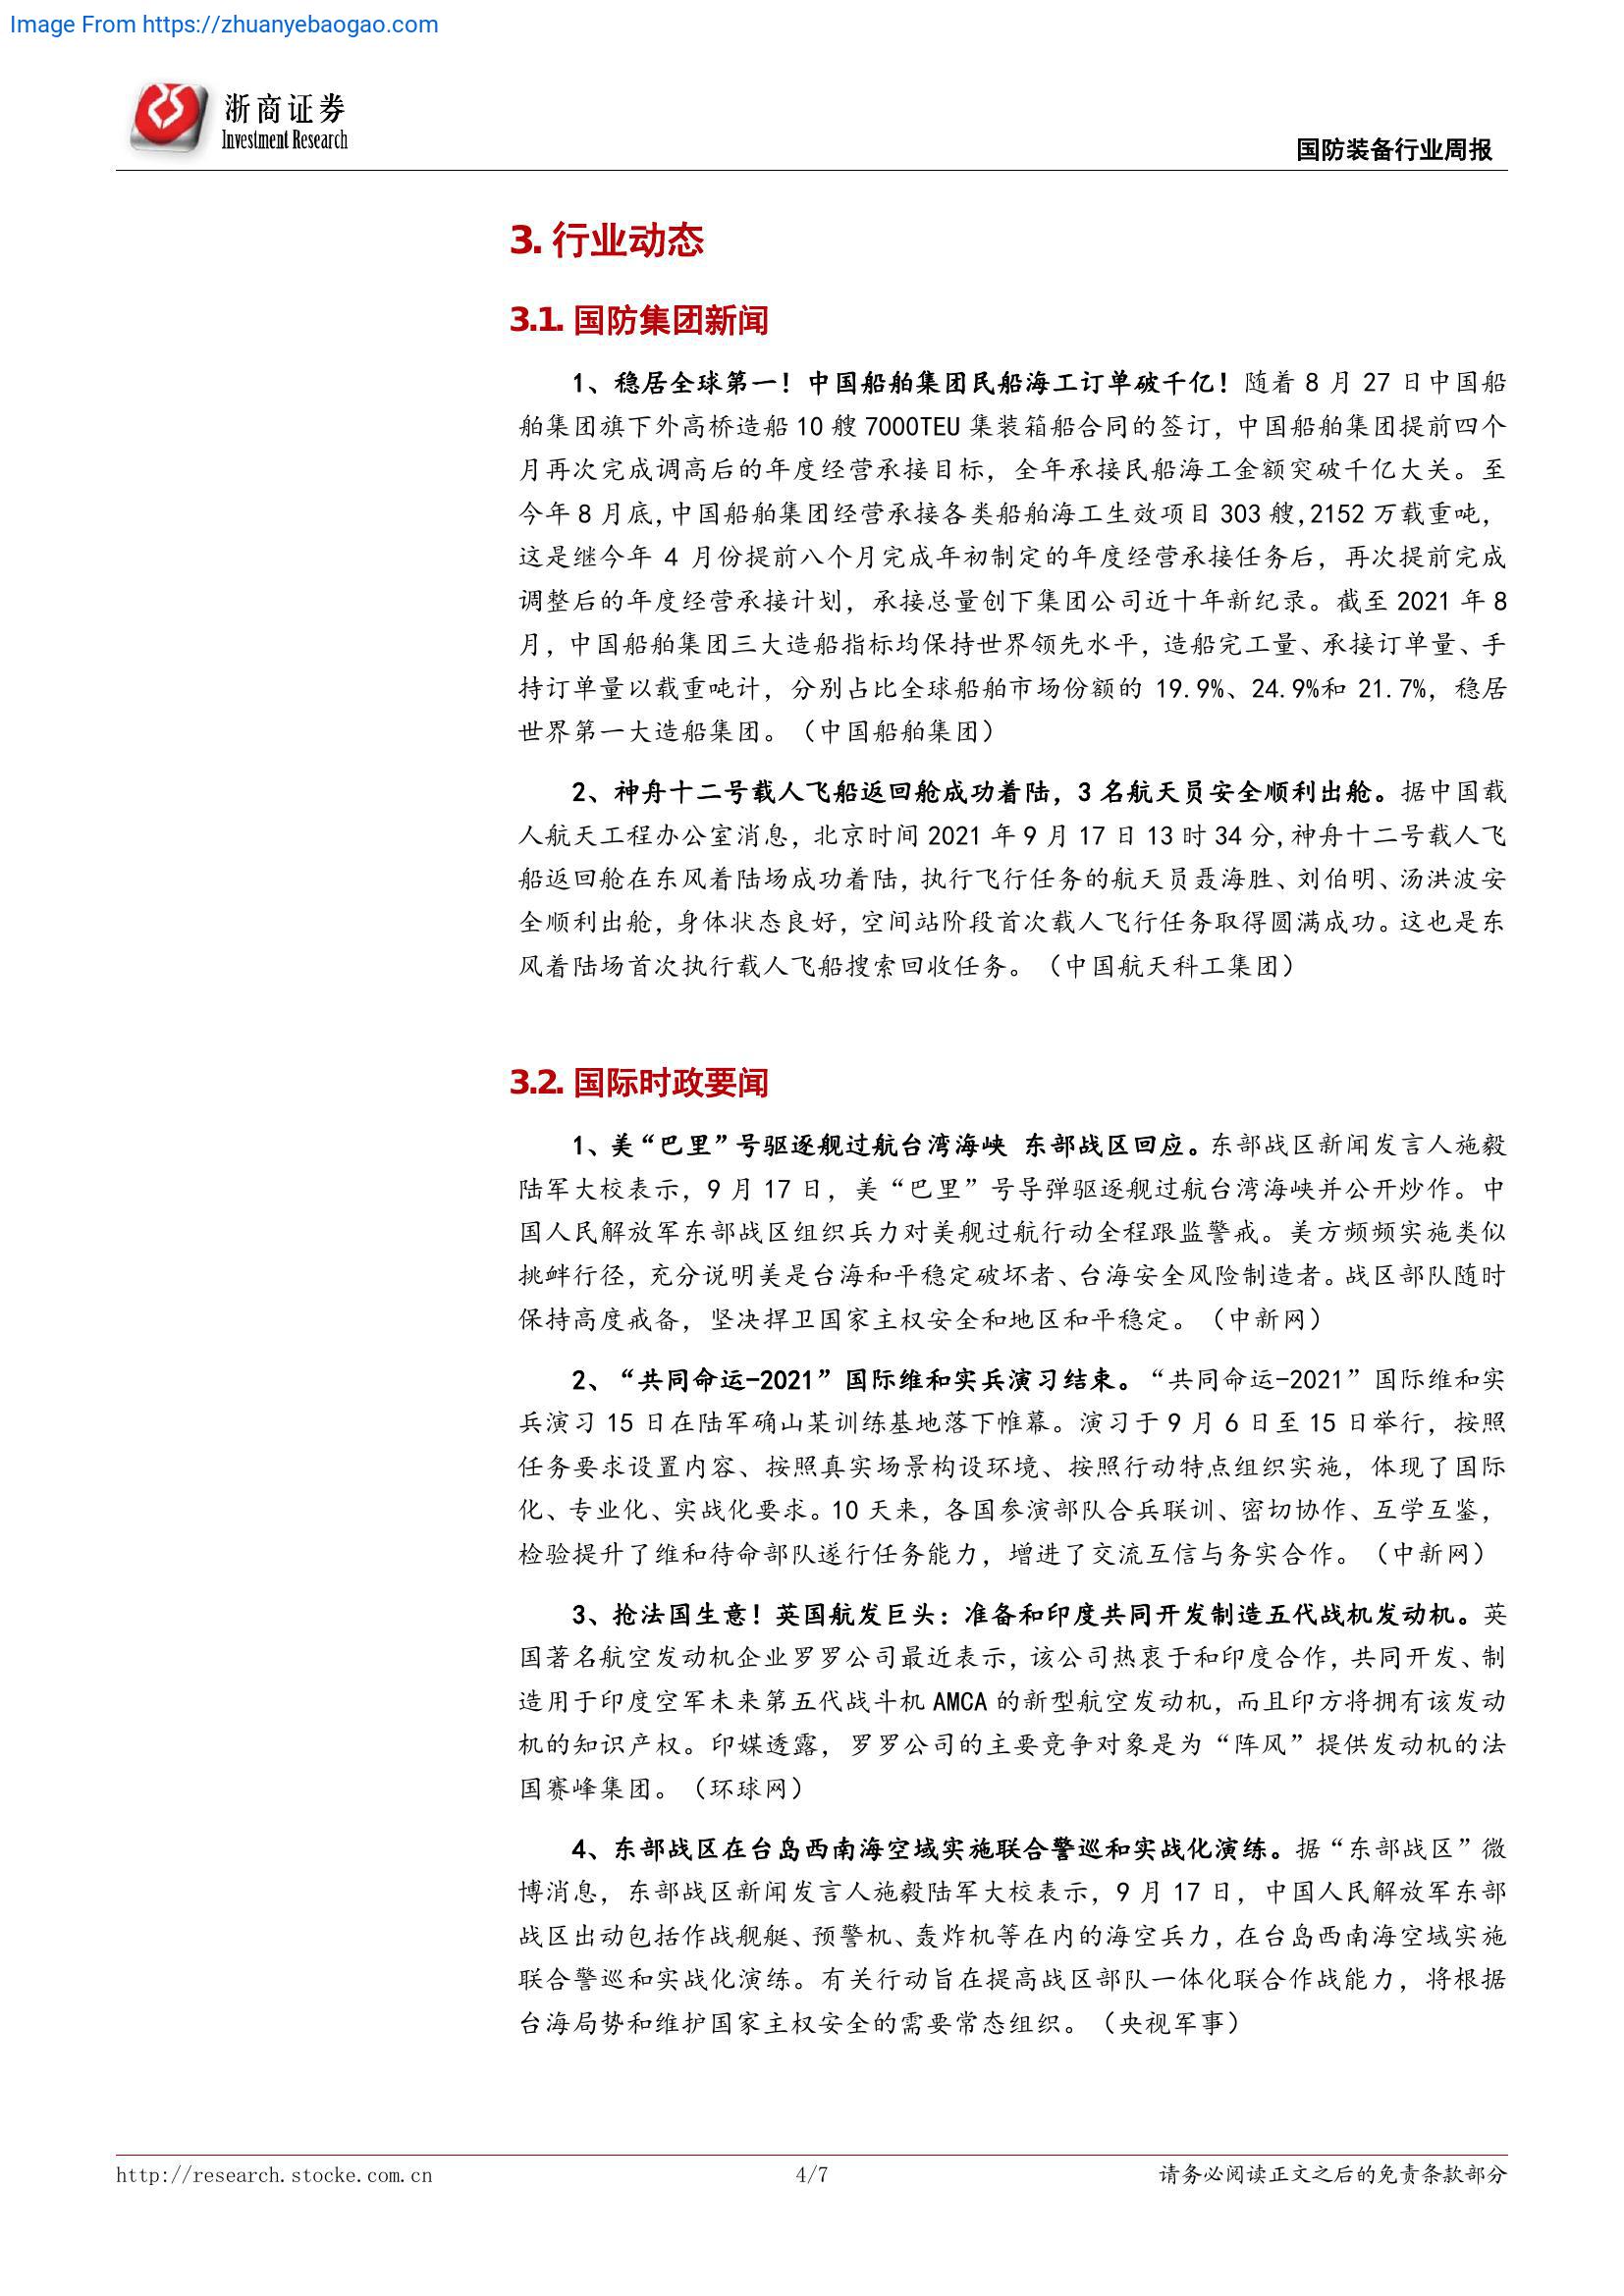 Image From https://zhuanyebaogao.com
浙商证券
Investment Research
国防装备行业周报
3. 行业动态
3.1. 国防集团新闻
1、稳居全球第一！中国船舶集团民船海工订单破千亿！随着 8 月 27 日中国船
舶集团旗下外高桥造船 10 艘 7000TEU 集装箱船合同的签订，中国船舶集团提前四个
月再次完成调高后的年度经营承接目标，全年承接民船海工金额突破千亿大关。至
今年 8 月底,中国船舶集团经营承接各类船舶海工生效项目 303 艘,2152 万载重吨，
这是继今年 4 月份提前八个月完成年初制定的年度经营承接任务后，再次提前完成
调整后的年度经营承接计划，承接总量创下集团公司近十年新纪录。截至 2021 年 8
月，中国船舶集团三大造船指标均保持世界领先水平，造船完工量、承接订单量、手
持订单量以载重吨计，分别占比全球船舶市场份额的 19.9%、24.9%和 21.7%，稳居
世界第一大造船集团。（中国船舶集团）
2、神舟十二号载人飞船返回舱成功着陆，3 名航天员安全顺利出舱。据中国载
人航天工程办公室消息，北京时间 2021 年 9 月 17 日 13 时 34 分,神舟十二号载人飞
船返回舱在东风着陆场成功着陆，执行飞行任务的航天员聂海胜、刘伯明、汤洪波安
全顺利出舱，身体状态良好，空间站阶段首次载人飞行任务取得圆满成功。这也是东
风着陆场首次执行载人飞船搜索回收任务。（中国航天科工集团）
3.2. 国际时政要闻
1、美“巴里”号驱逐舰过航台湾海峡 东部战区回应。东部战区新闻发言人施毅
陆军大校表示，9 月 17 日，美“巴里”号导弹驱逐舰过航台湾海峡并公开炒作。中
国人民解放军东部战区组织兵力对美舰过航行动全程跟监警戒。美方频频实施类似
挑衅行径，充分说明美是台海和平稳定破坏者、台海安全风险制造者。战区部队随时
保持高度戒备，坚决捍卫国家主权安全和地区和平稳定。（中新网）
2、“共同命运-2021”国际维和实兵演习结束。“共同命运-2021”国际维和实
兵演习 15 日在陆军确山某训练基地落下帷幕。演习于 9 月 6 日至 15 日举行，按照
任务要求设置内容、按照真实场景构设环境、按照行动特点组织实施，体现了国际
化、专业化、实战化要求。10 天来，各国参演部队合兵联训、密切协作、互学互鉴，
检验提升了维和待命部队遂行任务能力，增进了交流互信与务实合作。（中新网）
3、抢法国生意！英国航发巨头：准备和印度共同开发制造五代战机发动机。英
国著名航空发动机企业罗罗公司最近表示，该公司热衷于和印度合作，共同开发、制
造用于印度空军未来第五代战斗机 AMCA 的新型航空发动机，而且印方将拥有该发动
机的知识产权。印媒透露，罗罗公司的主要竞争对象是为“阵风”提供发动机的法
国赛峰集团。（环球网）
4、东部战区在台岛西南海空域实施联合警巡和实战化演练。据“东部战区”微
博消息，东部战区新闻发言人施毅陆军大校表示，9 月 17 日，中国人民解放军东部
战区出动包括作战舰艇、预警机、轰炸机等在内的海空兵力，在台岛西南海空域实施
联合警巡和实战化演练。有关行动旨在提高战区部队一体化联合作战能力，将根据
台海局势和维护国家主权安全的需要常态组织。（央视军事）
http://research.stocke.com.cn
4/7
请务必阅读正文之后的免责条款部分